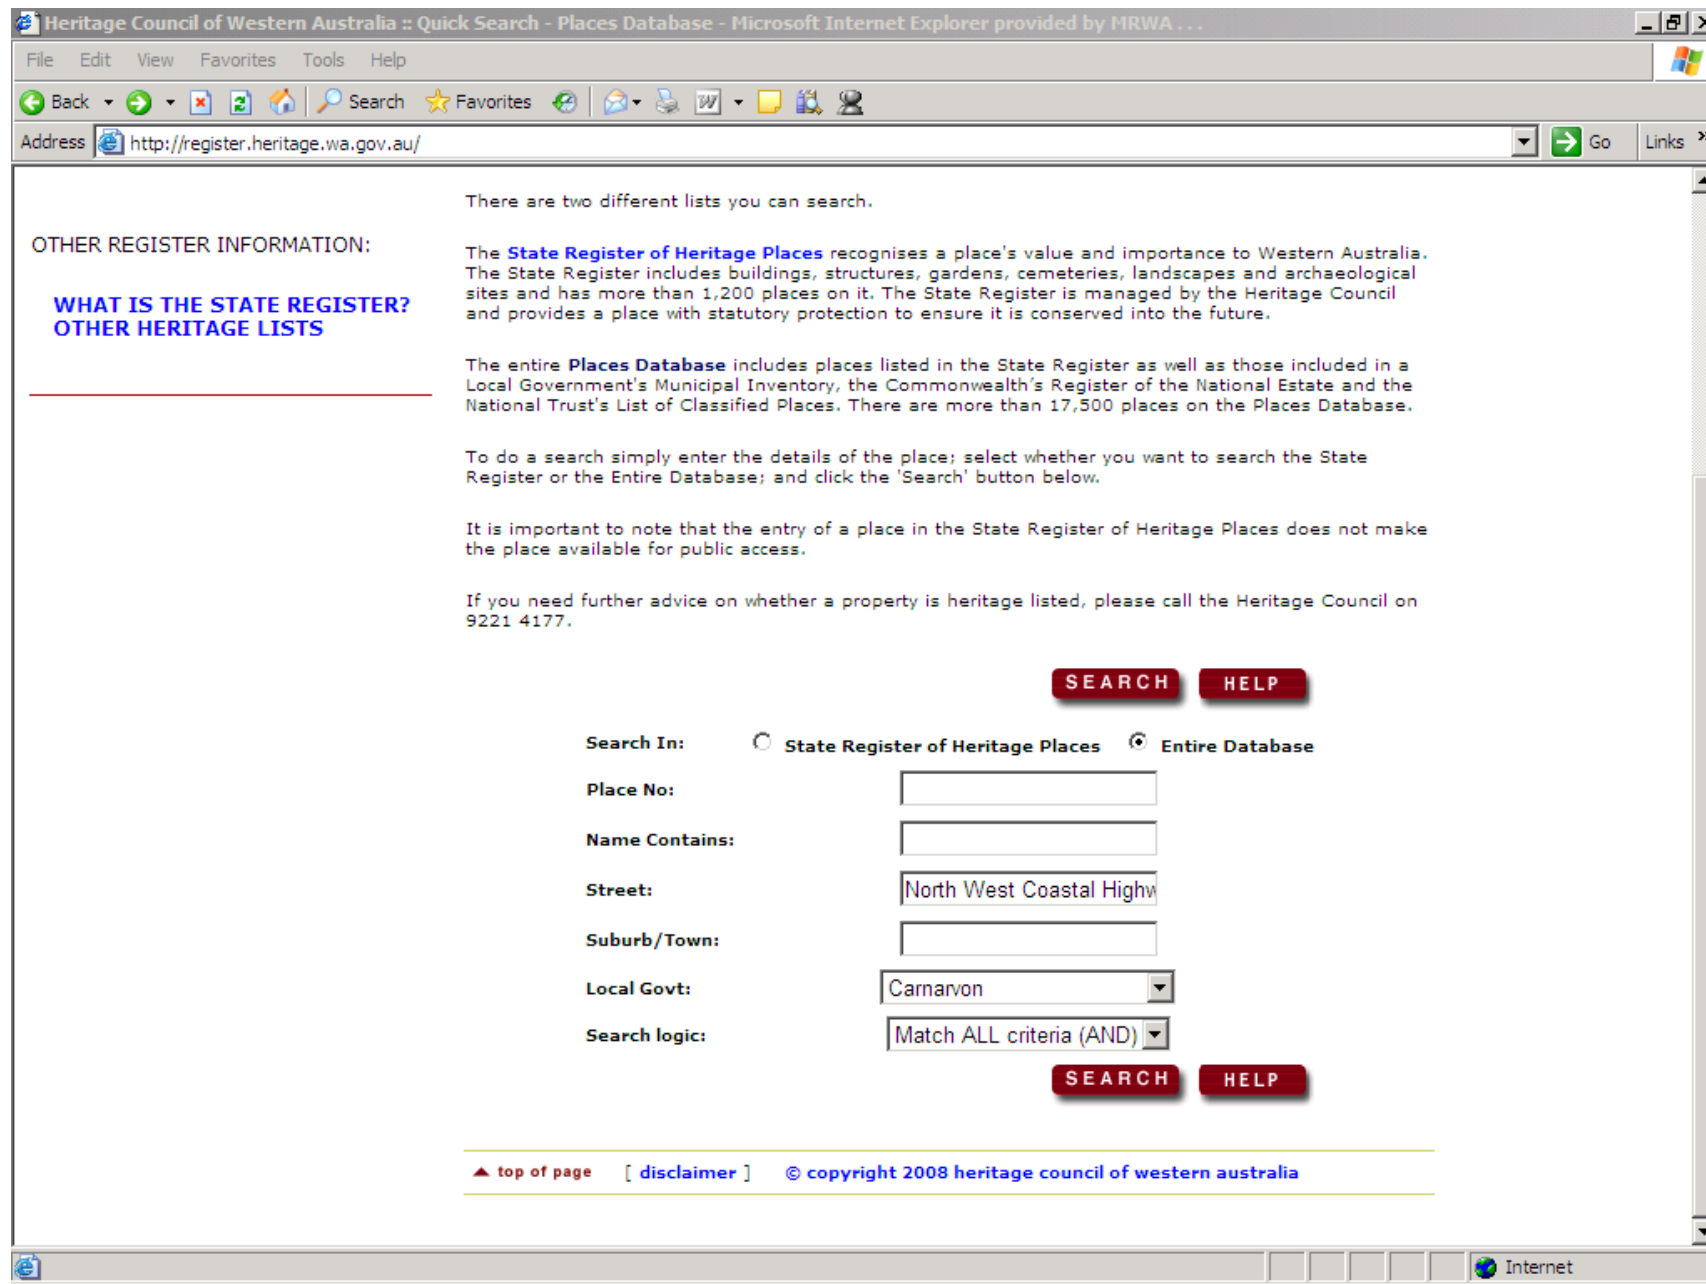 Heritage Council of Western Australia :: Quick Search - Places Database - Microsoft Internet Explorer provided by MRWA . . .
File Edit View Favorites Tools Help
Back Search Favorites
Address http://register.heritage.wa.gov.au/ Go Links »
There are two different lists you can search.
OTHER REGISTER INFORMATION:
WHAT IS THE STATE REGISTER?
OTHER HERITAGE LISTS
The State Register of Heritage Places recognises a place's value and importance to Western Australia.
The State Register includes buildings, structures, gardens, cemeteries, landscapes and archaeological
sites and has more than 1,200 places on it. The State Register is managed by the Heritage Council
and provides a place with statutory protection to ensure it is conserved into the future.
The entire Places Database includes places listed in the State Register as well as those included in a
Local Government's Municipal Inventory, the Commonwealth's Register of the National Estate and the
National Trust's List of Classified Places. There are more than 17,500 places on the Places Database.
To do a search simply enter the details of the place; select whether you want to search the State
Register or the Entire Database; and click the 'Search' button below.
It is important to note that the entry of a place in the State Register of Heritage Places does not make
the place available for public access.
If you need further advice on whether a property is heritage listed, please call the Heritage Council on
9221 4177.
SEARCH HELP
Search In: State Register of Heritage Places Entire Database
Place No:
Name Contains:
Street: North West Coastal Highw
Suburb/Town:
Local Govt: Carnarvon
Search logic: Match ALL criteria (AND)
SEARCH HELP
top of page [ disclaimer ] © copyright 2008 heritage council of western australia
Internet